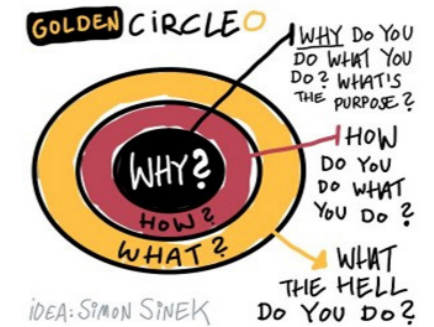 GOLDEN CiRCLE
WHY DO YOU
DO WHAT YOU
DO? WHAT'S
THE PURPOSE?
HOW
DO YOU
DO WHAT
YOU DO?
WHY?
HOW?
WHAT?
WHAT
THE HELL
DO YOU DO?
iDEA: SiMON SiNEK